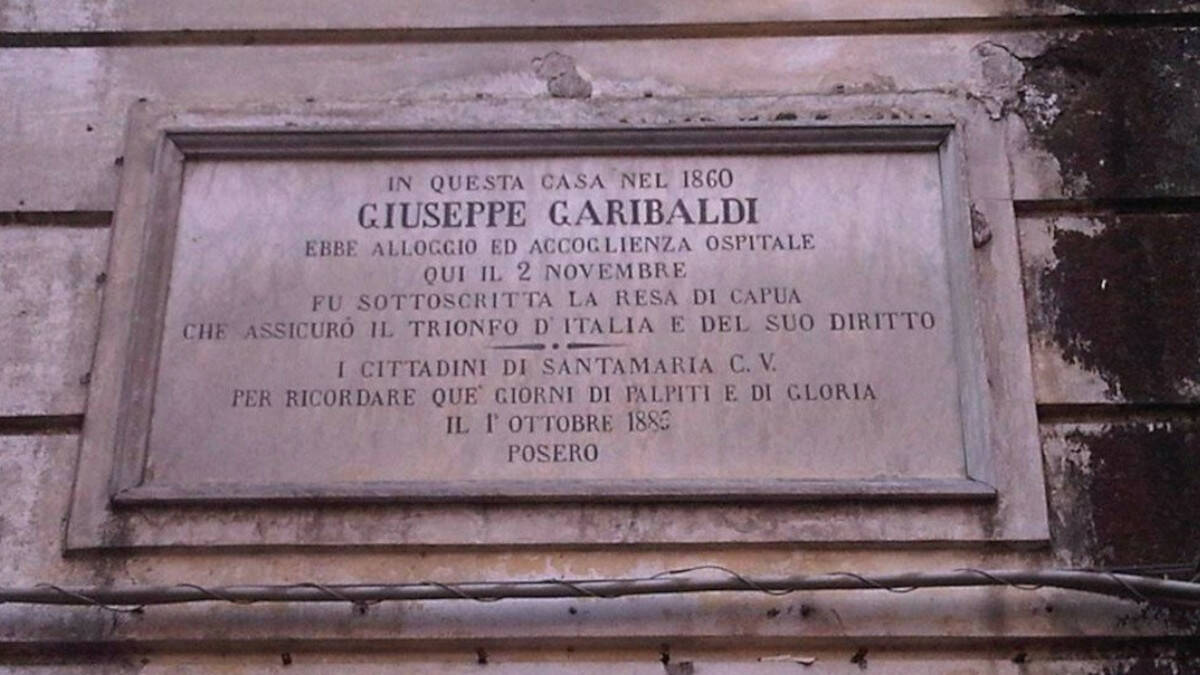 IN QUESTA CASA NEL 1860
GIUSEPPE GARIBALDI
EBBE ALLOGGIO ED ACCOGLIENZA OSPITALE
QUI IL 2 NOVEMBRE
FU SOTTOSCRITTA LA RESA DI CAPUA
CHE ASSICURÓ IL TRIONFO D'ITALIA E DEL SUO DIRITTO
I CITTADINI DI SANTAMARIA C. V.
PER RICORDARE QUE' GIORNI DI PALPITI E DI GLORIA
IL 1° OTTOBRE
POSERO